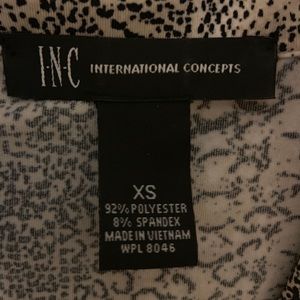 I·N·C INTERNATIONAL CONCEPTS
XS
92% POLYESTER
8% SPANDEX
MADE IN VIETNAM
WPL 8046